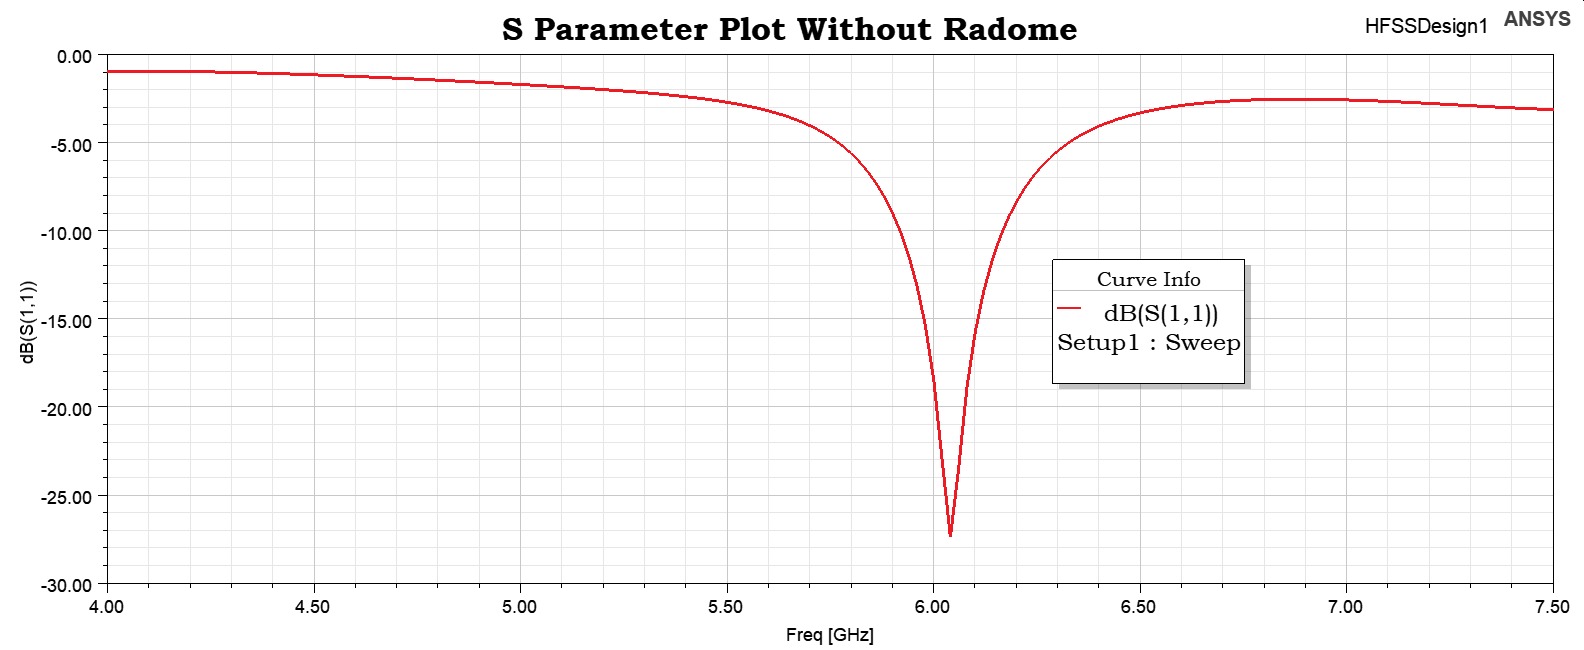 S Parameter Plot Without Radome
HFSSDesign1
ANSYS
0.00
-5.00
-10.00
-15.00
-20.00
-25.00
-30.00
dB(S(1,1))
Curve Info
dB(S(1,1))
Setup1 : Sweep
4.00 4.50 5.00 5.50 6.00 6.50 7.00 7.50
Freq [GHz]